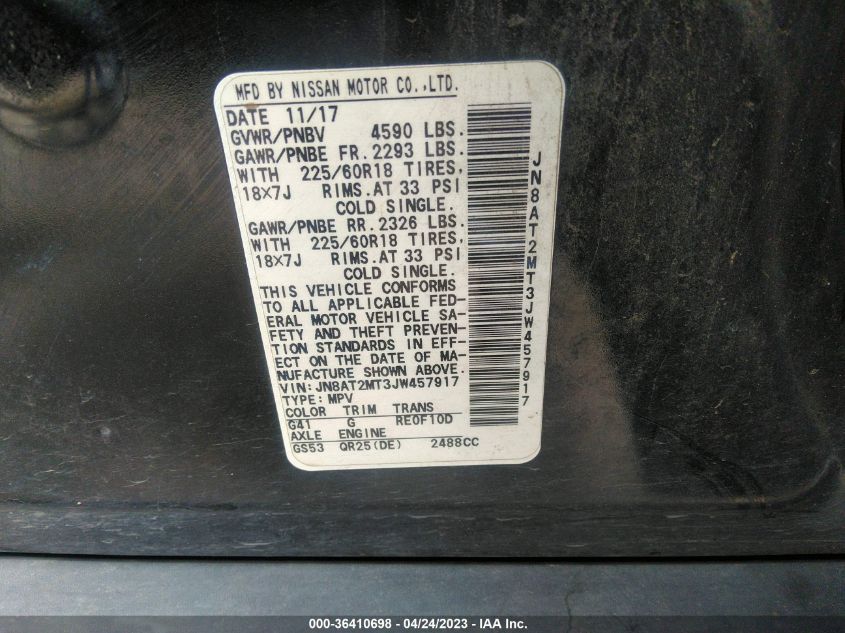 MFD BY NISSAN MOTOR CO.,LTD.
DATE 11/17
GVWR/PNBV 4590 LBS.
GAWR/PNBE FR. 2293 LBS.
WITH 225/60R18 TIRES,
18X7J RIMS.AT 33 PSI
COLD SINGLE.
GAWR/PNBE RR. 2326 LBS.
WITH 225/60R18 TIRES,
18X7J RIMS.AT 33 PSI
COLD SINGLE.
THIS VEHICLE CONFORMS
TO ALL APPLICABLE FED-
ERAL MOTOR VEHICLE SA-
FETY AND THEFT PREVEN-
TION STANDARDS IN EFF-
ECT ON THE DATE OF MA-
NUFACTURE SHOWN ABOVE.
VIN:JN8AT2MT3JW457917
TYPE:MPV
COLOR TRIM TRANS
G41 G RE0F10D
AXLE ENGINE
GS53 QR25(DE) 2488CC
JN8AT2MT3JW457917
000-36410698 - 04/24/2023 - IAA Inc.